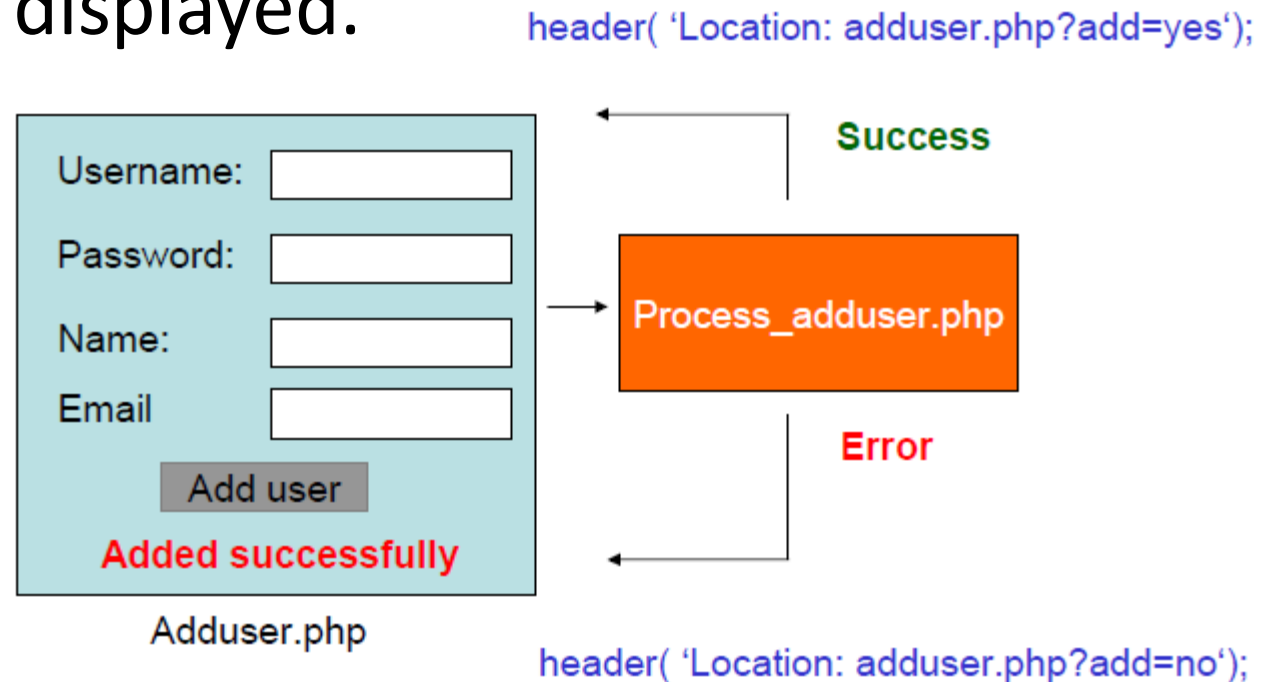 displayed.
header( ‘Location: adduser.php?add=yes‘);
Success
Username:
Password:
Name:
Email
Add user
Added successfully
Adduser.php
Process_adduser.php
Error
header( ‘Location: adduser.php?add=no‘);